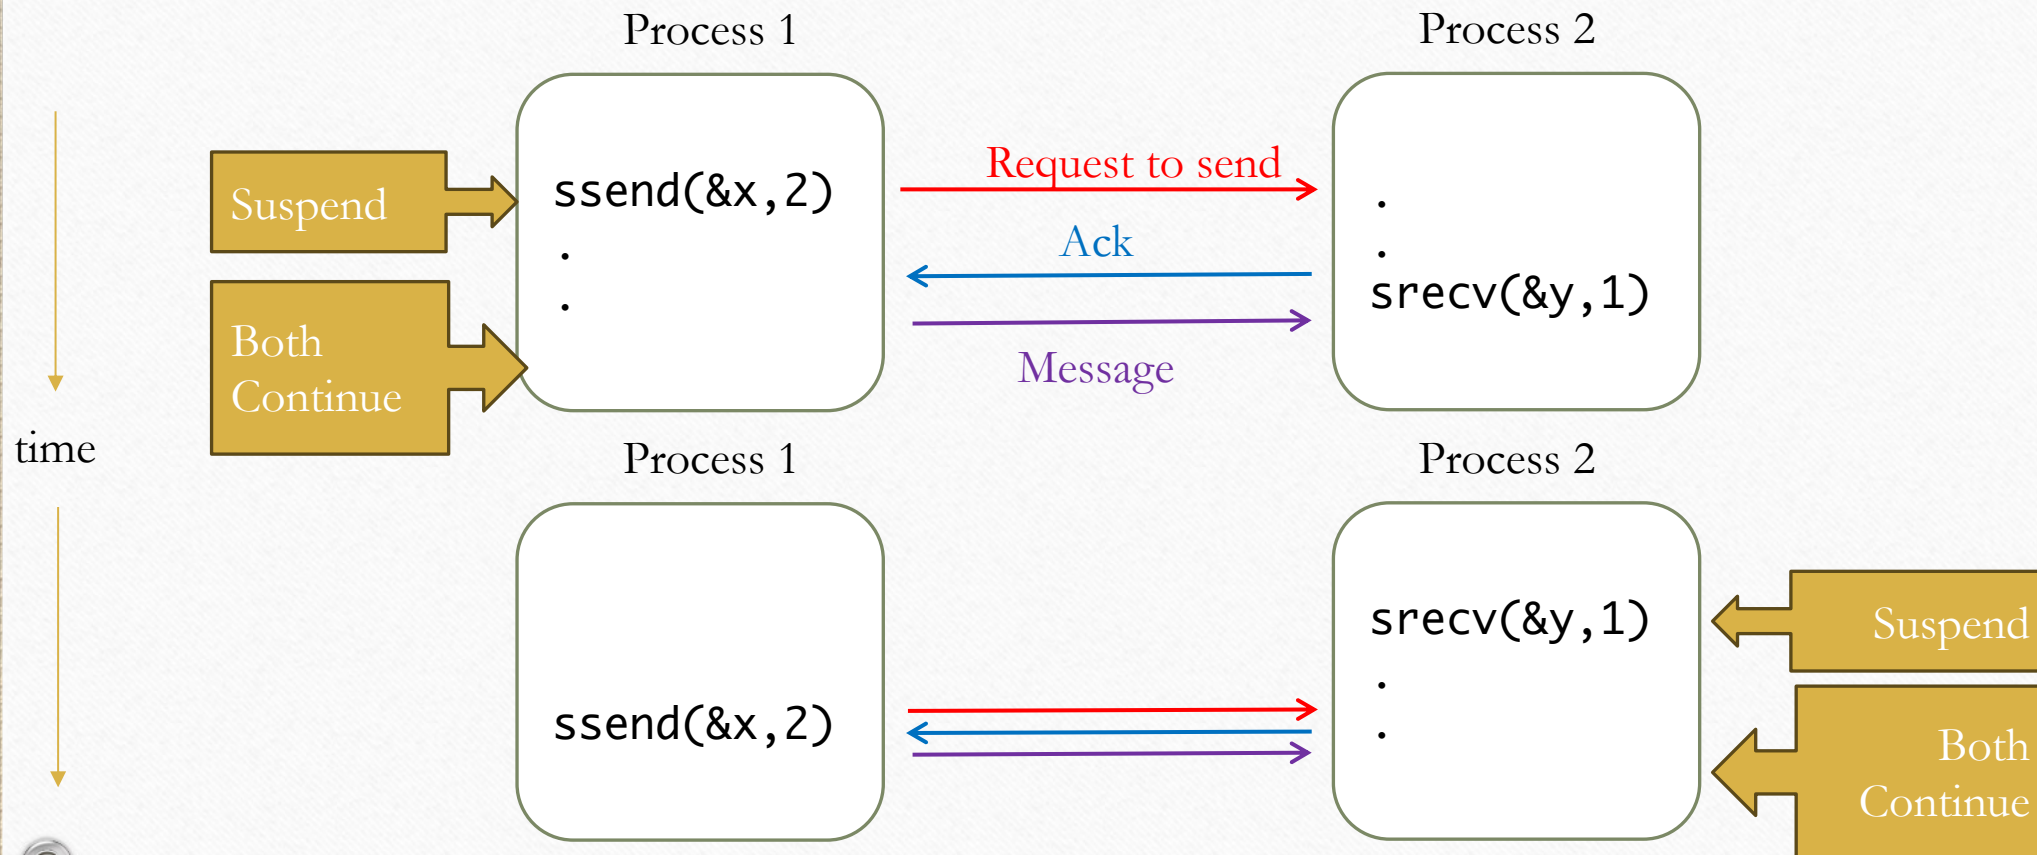 Process 1
Process 2
Suspend
ssend(&x,2)
.
.
Request to send
Ack
Message
.
.
srecv(&y,1)
Both
Continue
time
Process 1
Process 2
ssend(&x,2)
srecv(&y,1)
.
.
Suspend
Both
Continue